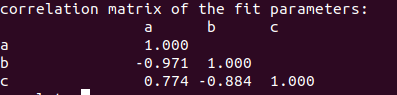 correlation matrix of the fit parameters:
a b c
a 1.000
b -0.971 1.000
c 0.774 -0.884 1.000